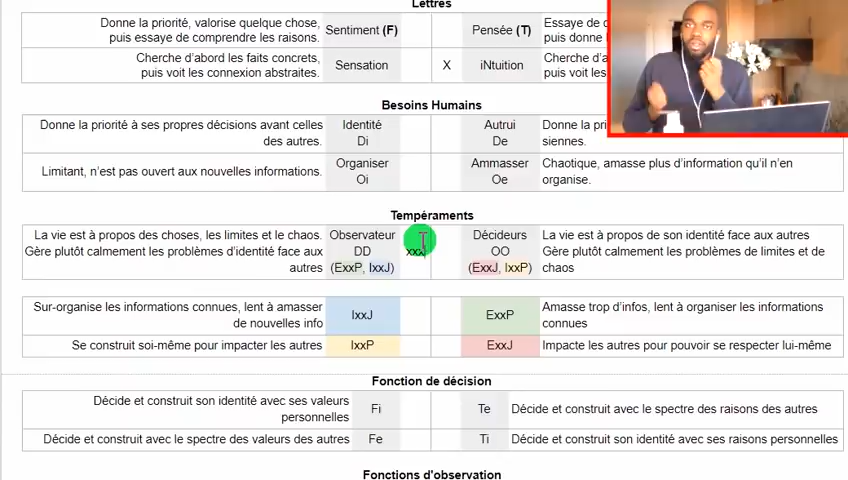 Lettres
Donne la priorité, valorise quelque chose,
puis essaye de comprendre les raisons.
Sentiment (F)
Pensée (T)
Essaye de
puis donne
Cherche d'abord les faits concrets,
puis voit les connexion abstraites.
Sensation
X
iNtuition
Cherche
puis voit les
Besoins Humains
Donne la priorité à ses propres décisions avant celles
des autres.
Identité
Di
Autrui
De
Donne la
siennes.
Limitant, n'est pas ouvert aux nouvelles informations.
Organiser
Oi
Ammasser
Oe
Chaotique, amasse plus d'information qu'il n'en
organise.
Tempéraments
La vie est à propos des choses, les limites et le chaos.
Gère plutôt calmement les problèmes d'identité face aux
autres
Observateur
DD
(ExxP, IxxJ)
xxx
Décideurs
OO
(ExxJ, IxxP)
La vie est à propos de son identité face aux autres
Gère plutôt calmement les problèmes de limites et de
chaos
Sur-organise les informations connues, lent à amasser
de nouvelles info
IxxJ
ExxP
Amasse trop d'infos, lent à organiser les informations
connues
Se construit soi-même pour impacter les autres
IxxP
ExxJ
Impacte les autres pour pouvoir se respecter lui-même
Fonction de décision
Décide et construit son identité avec ses valeurs
personnelles
Fi
Te
Décide et construit avec le spectre des raisons des autres
Décide et construit avec le spectre des valeurs des autres
Fe
Ti
Décide et construit son identité avec ses raisons personnelles
Fonctions d'observation